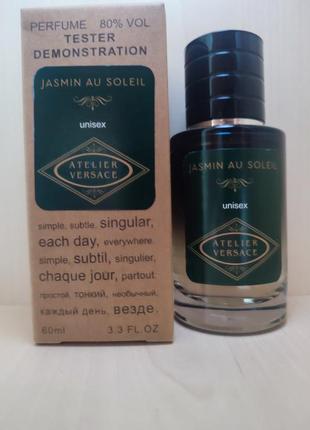 PERFUME 80% VOL
TESTER
DEMONSTRATION
JASMIN AU SOLEIL
unisex
ATELIER
VERSACE
simple, subtle, singular,
each day, everywhere.
simple, subtil, singulier,
chaque jour, partout.
простой, тонкий, необычный,
каждый день, везде.
60ml 3.3 FL.OZ
JASMIN AU SOLEIL
unisex
ATELIER
VERSACE